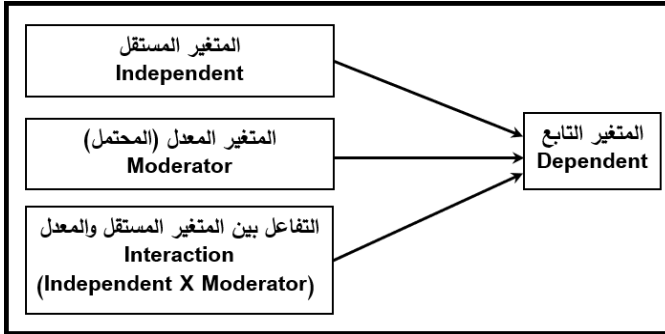 المتغير المستقل
Independent
المتغير المعدل (المحتمل)
Moderator
التفاعل بين المتغير المستقل والمعدل
Interaction
(Independent X Moderator)
المتغير التابع
Dependent